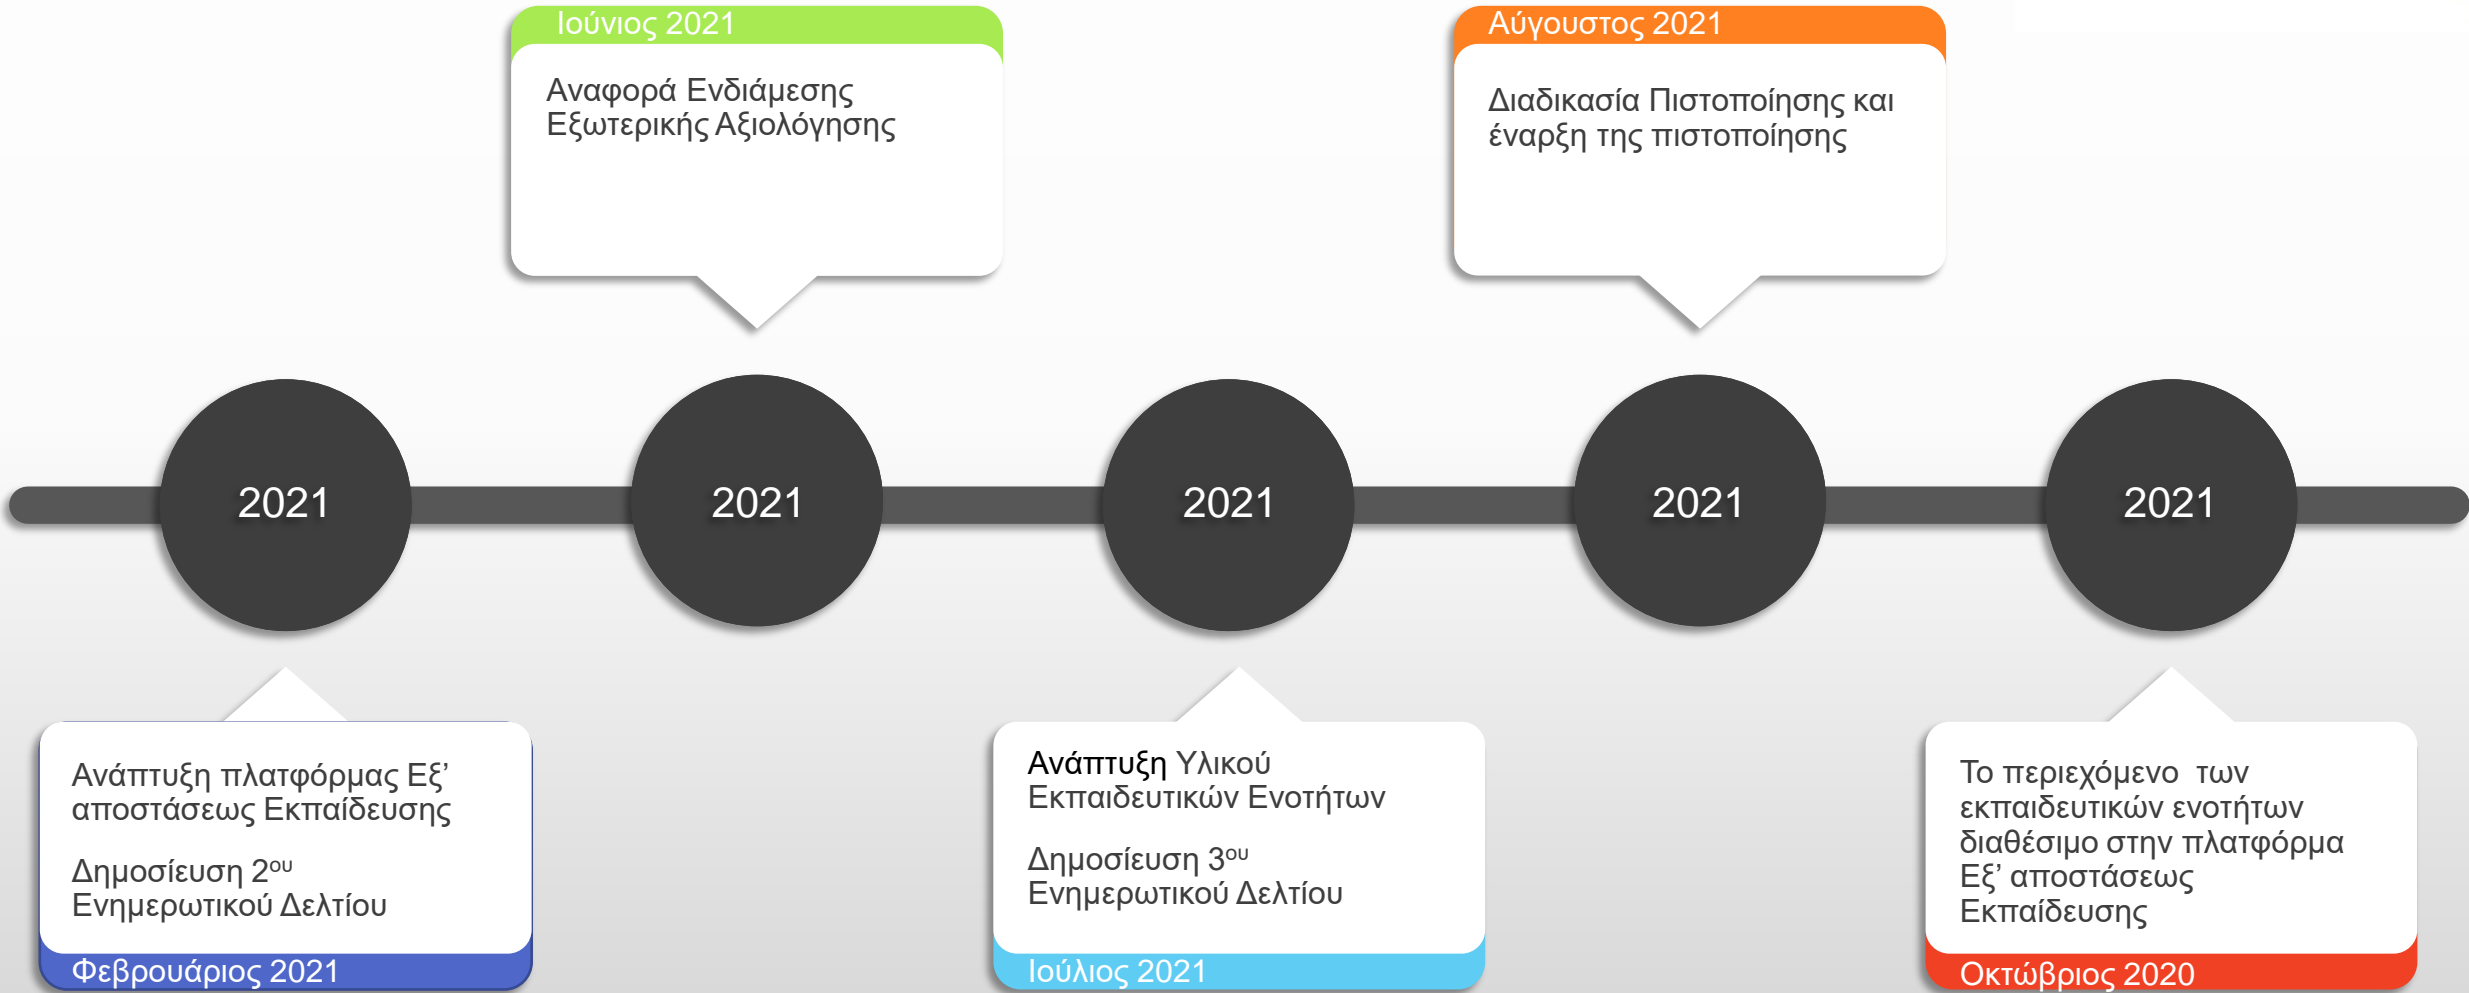 Ιούνιος 2021
Αναφορά Ενδιάμεσης
Εξωτερικής Αξιολόγησης
Αύγουστος 2021
Διαδικασία Πιστοποίησης και
έναρξη της πιστοποίησης
2021
2021
2021
2021
2021
Ανάπτυξη πλατφόρμας Εξ’
αποστάσεως Εκπαίδευσης
Δημοσίευση 2ου
Ενημερωτικού Δελτίου
Φεβρουάριος 2021
Ανάπτυξη Υλικού
Εκπαιδευτικών Ενοτήτων
Δημοσίευση 3ου
Ενημερωτικού Δελτίου
Ιούλιος 2021
Το περιεχόμενο  των
εκπαιδευτικών ενοτήτων
διαθέσιμο στην πλατφόρμα
Εξ’ αποστάσεως
Εκπαίδευσης
Οκτώβριος 2020